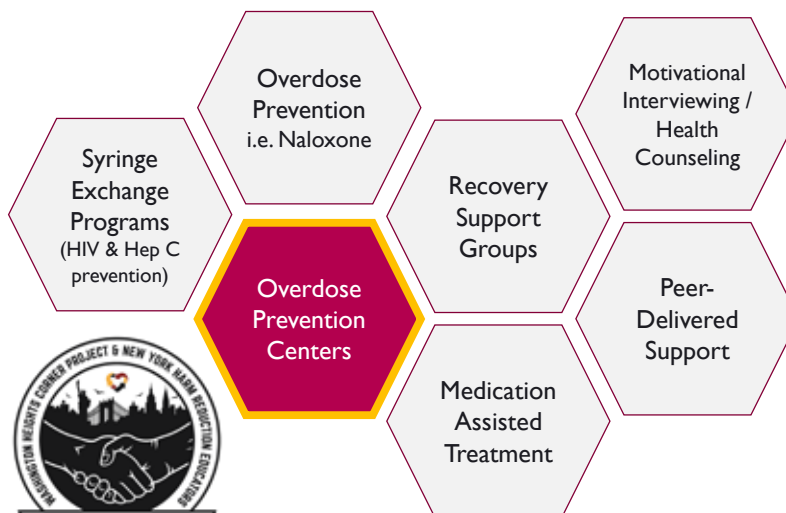 Overdose
Prevention
i.e. Naloxone
Motivational
Interviewing /
Health
Counseling
Syringe
Exchange
Programs
(HIV & Hep C
prevention)
Recovery
Support
Groups
Overdose
Prevention
Centers
Peer-
Delivered
Support
Medication
Assisted
Treatment
WASHINGTON HEIGHTS CORNER PROJECT & NEW YORK HARM REDUCTION EDUCATORS